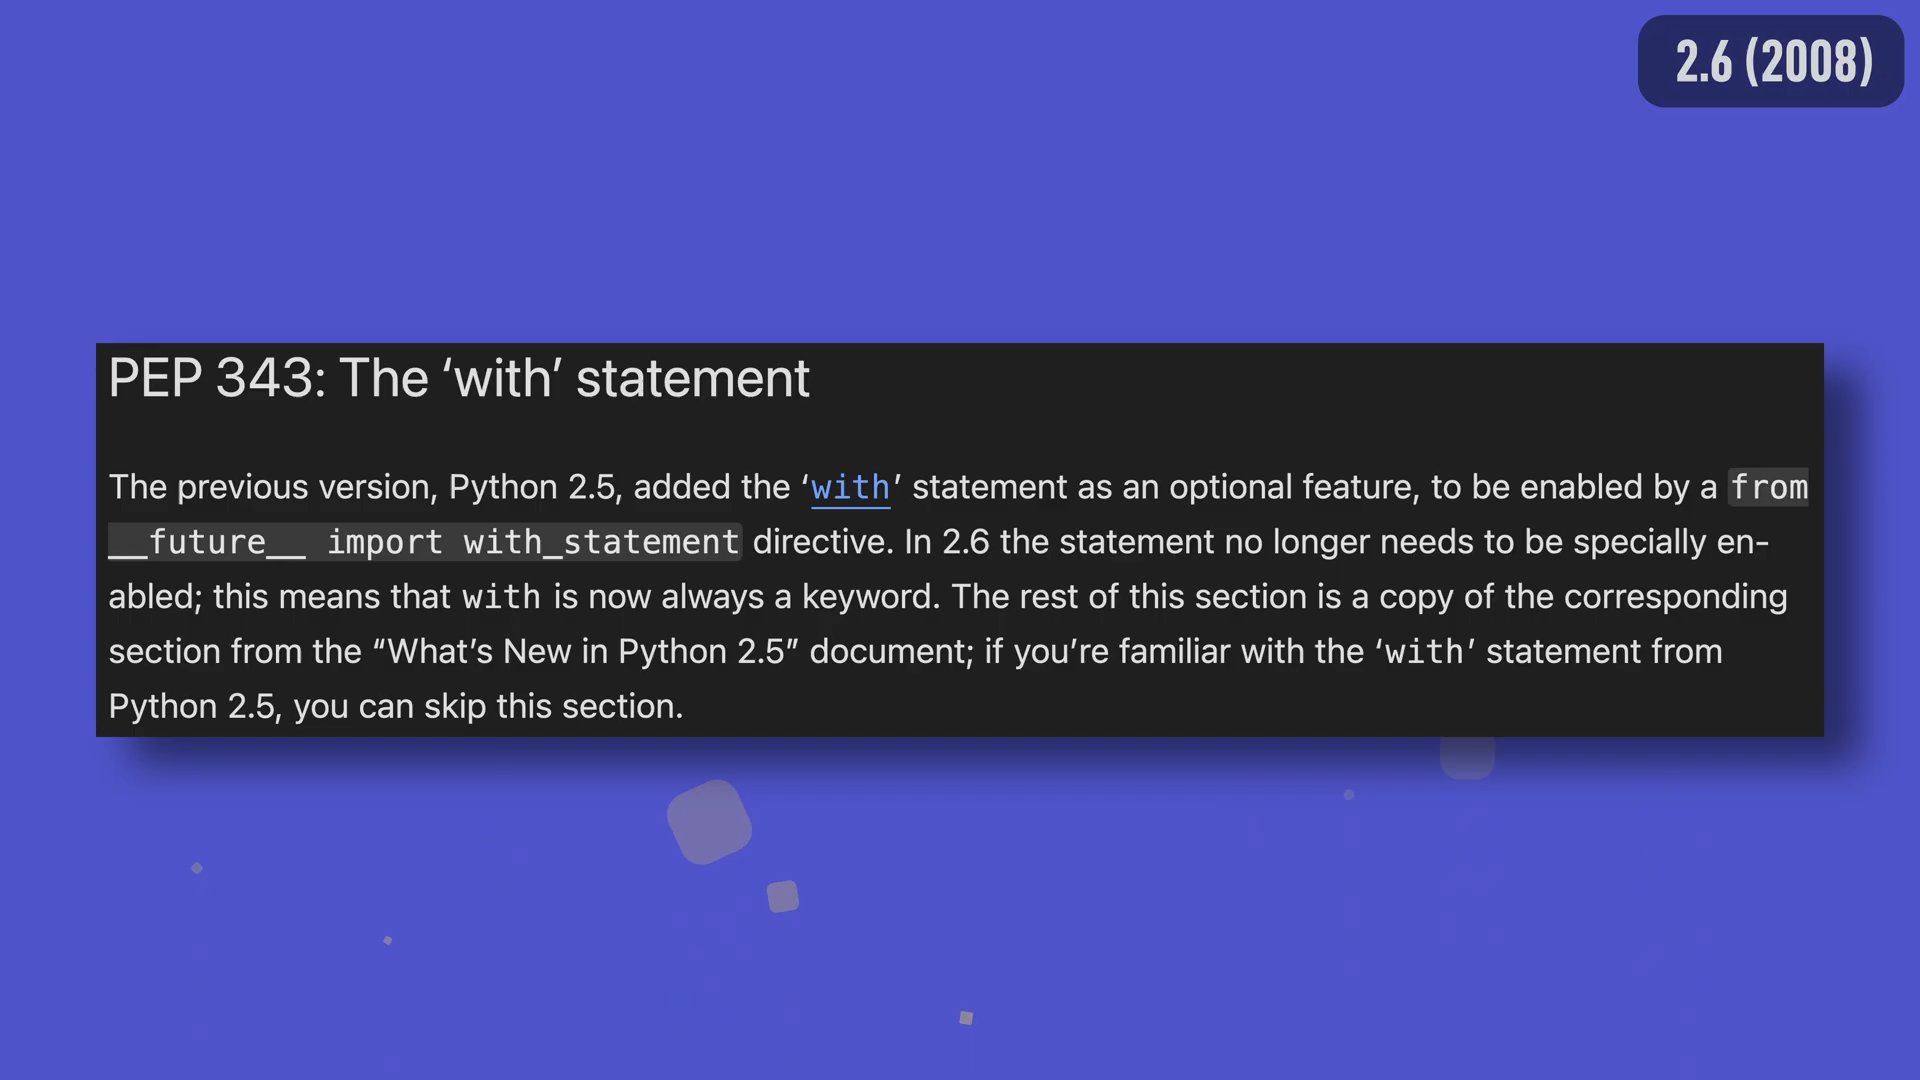 2.6 (2008)
PEP 343: The ‘with’ statement
The previous version, Python 2.5, added the ‘with’ statement as an optional feature, to be enabled by a from
__future__ import with_statement directive. In 2.6 the statement no longer needs to be specially en-
abled; this means that with is now always a keyword. The rest of this section is a copy of the corresponding
section from the “What’s New in Python 2.5” document; if you’re familiar with the ‘with’ statement from
Python 2.5, you can skip this section.